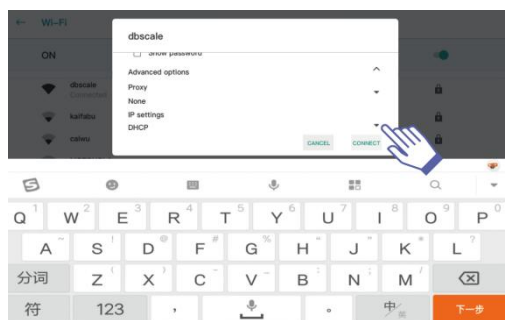 ← Wi-Fi
dbscale
ON
Show password
Advanced options
Proxy
None
IP settings
DHCP
CANCEL CONNECT
dbscale
Connected
kaifabu
caiwu
Q 1 W 2 E 3 R 4 T 5 Y 6 U 7 I 8 O 9 P 0
A ~ S ! D @ F # G % H " J " K * L ?
分词 Z ( X ) C - V _ B : N ; M /
符 123 , 。 中/英 下一步